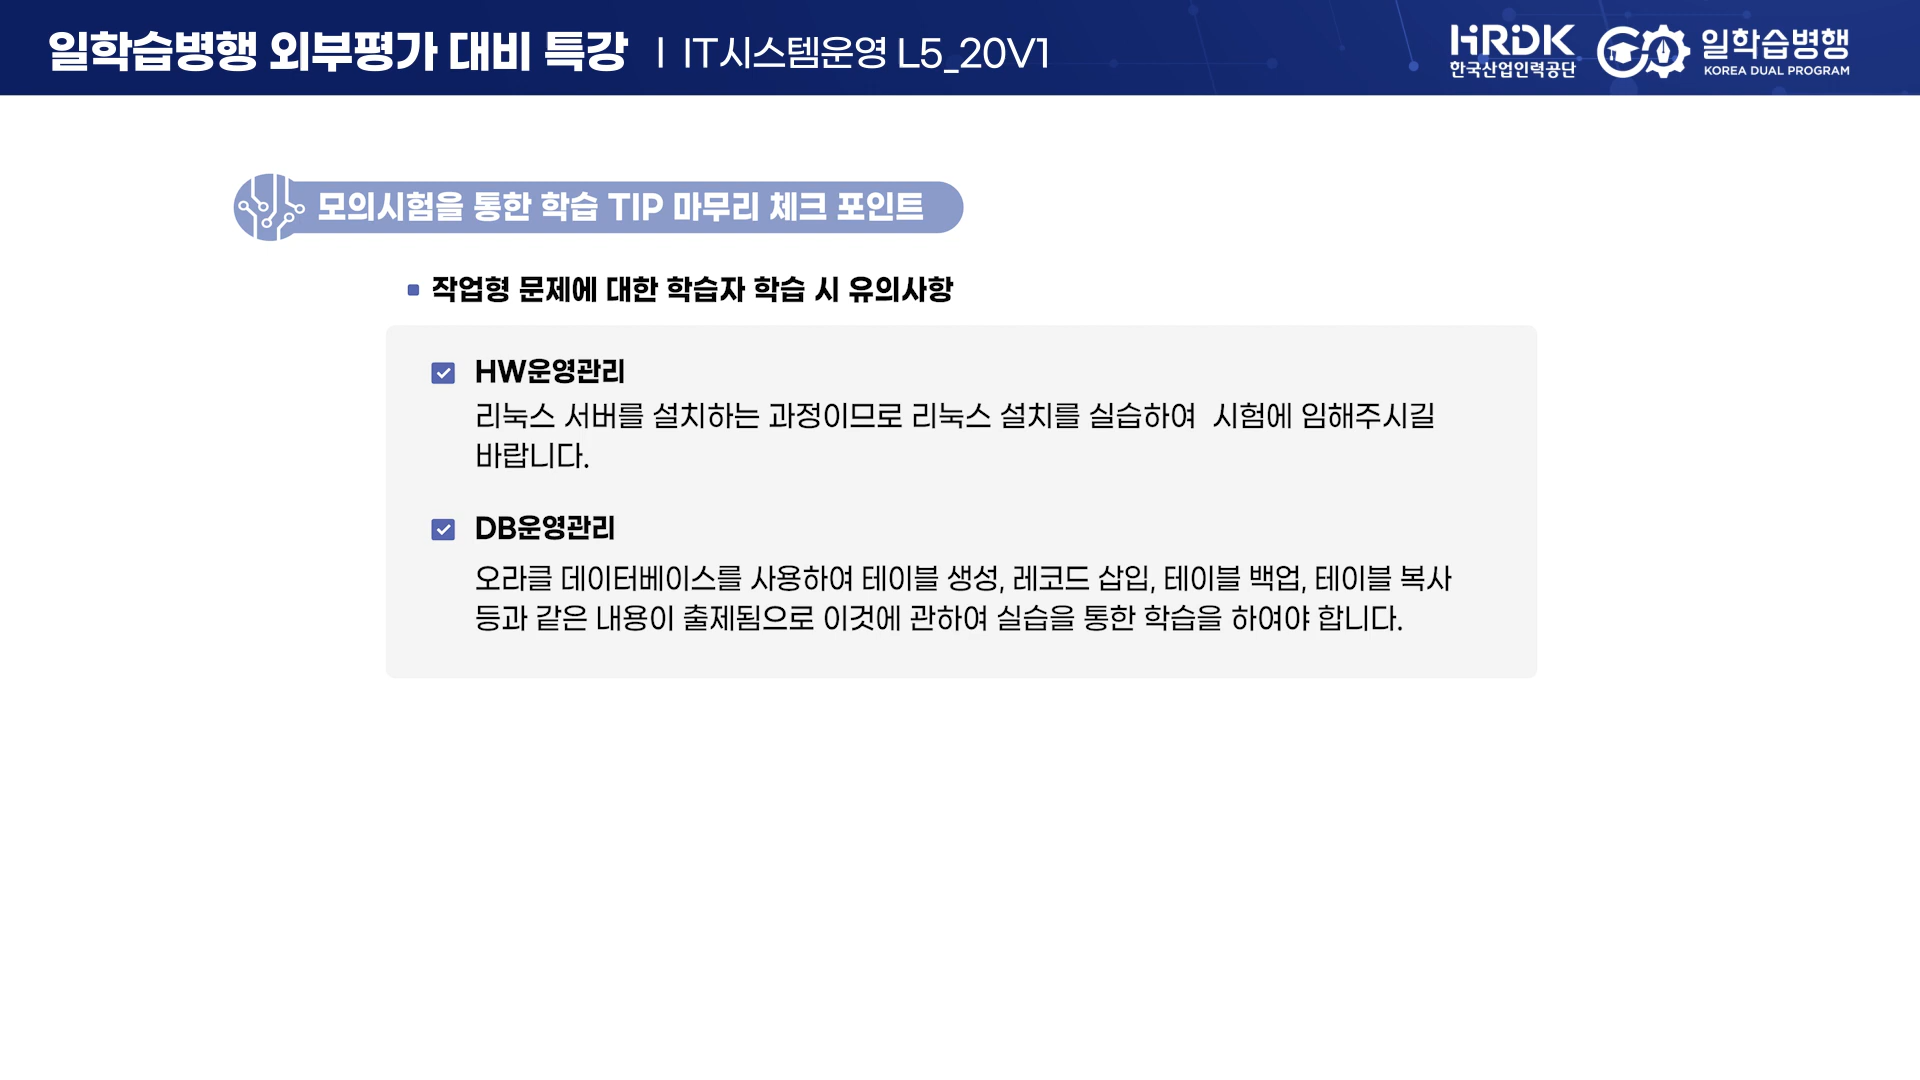 일학습병행 외부평가 대비 특강 | IT시스템운영 L5_20V1
HRDK
한국산업인력공단
일학습병행
KOREA DUAL PROGRAM
모의시험을 통한 학습 TIP 마무리 체크 포인트
작업형 문제에 대한 학습자 학습 시 유의사항
HW운영관리
리눅스 서버를 설치하는 과정이므로 리눅스 설치를 실습하여 시험에 임해주시길
바랍니다.
DB운영관리
오라클 데이터베이스를 사용하여 테이블 생성, 레코드 삽입, 테이블 백업, 테이블 복사
등과 같은 내용이 출제됨으로 이것에 관하여 실습을 통한 학습을 하여야 합니다.